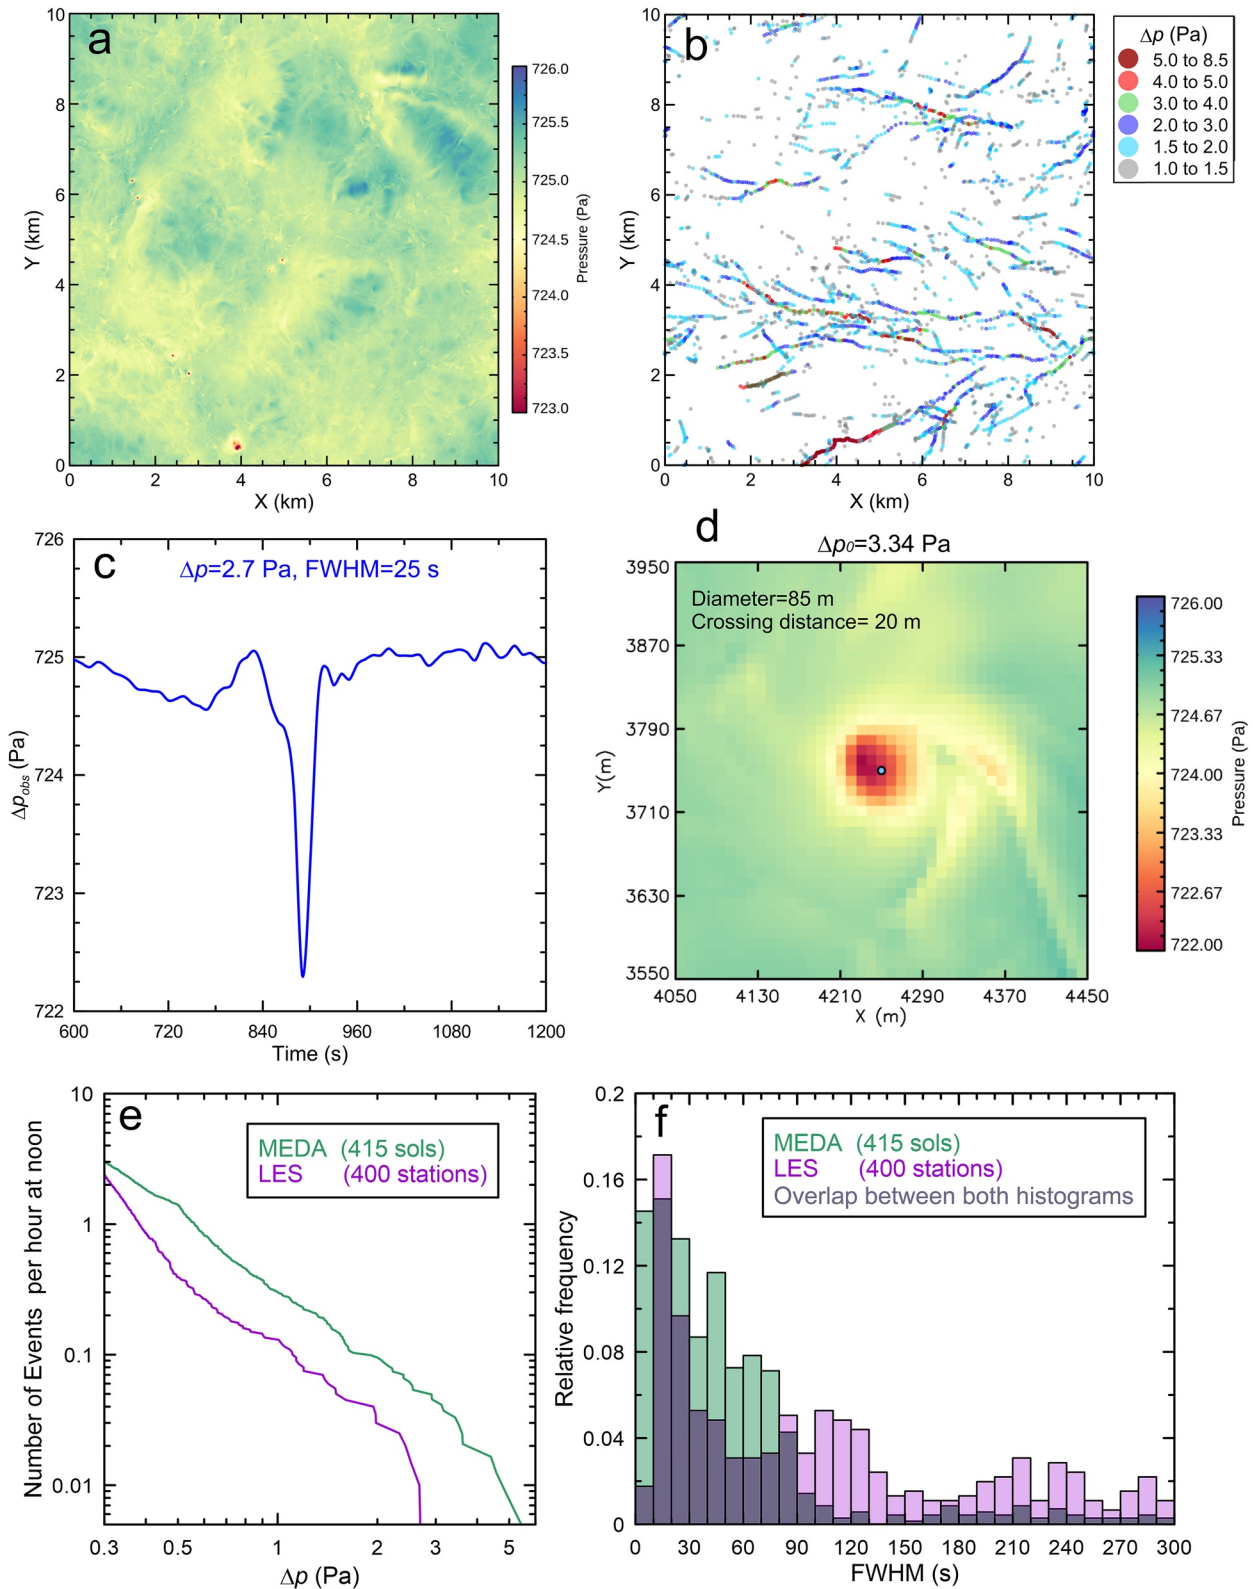 a
10
8
6
4
2
0
Y (km)
0 2 4 6 8 10
X (km)
726.0
725.5
725.0
724.5
724.0
723.5
723.0
Pressure (Pa)
b
10
8
6
4
2
0
Y (km)
0 2 4 6 8 10
X (km)
Δp (Pa)
5.0 to 8.5
4.0 to 5.0
3.0 to 4.0
2.0 to 3.0
1.5 to 2.0
1.0 to 1.5
c
Δp=2.7 Pa, FWHM=25 s
726
725
724
723
722
Δpobs (Pa)
600 720 840 960 1080 1200
Time (s)
d
Δp0=3.34 Pa
Diameter=85 m
Crossing distance= 20 m
3950
3870
3790
3710
3630
3550
Y(m)
4050 4130 4210 4290 4370 4450
X (m)
726.00
725.33
724.67
724.00
723.33
722.67
722.00
Pressure (Pa)
e
MEDA (415 sols)
LES (400 stations)
10
1
0.1
0.01
Number of Events per hour at noon
0.3 0.5 1 2 3 5
Δp (Pa)
f
MEDA (415 sols)
LES (400 stations)
Overlap between both histograms
0.2
0.16
0.12
0.08
0.04
0
Relative frequency
0 30 60 90 120 150 180 210 240 270 300
FWHM (s)